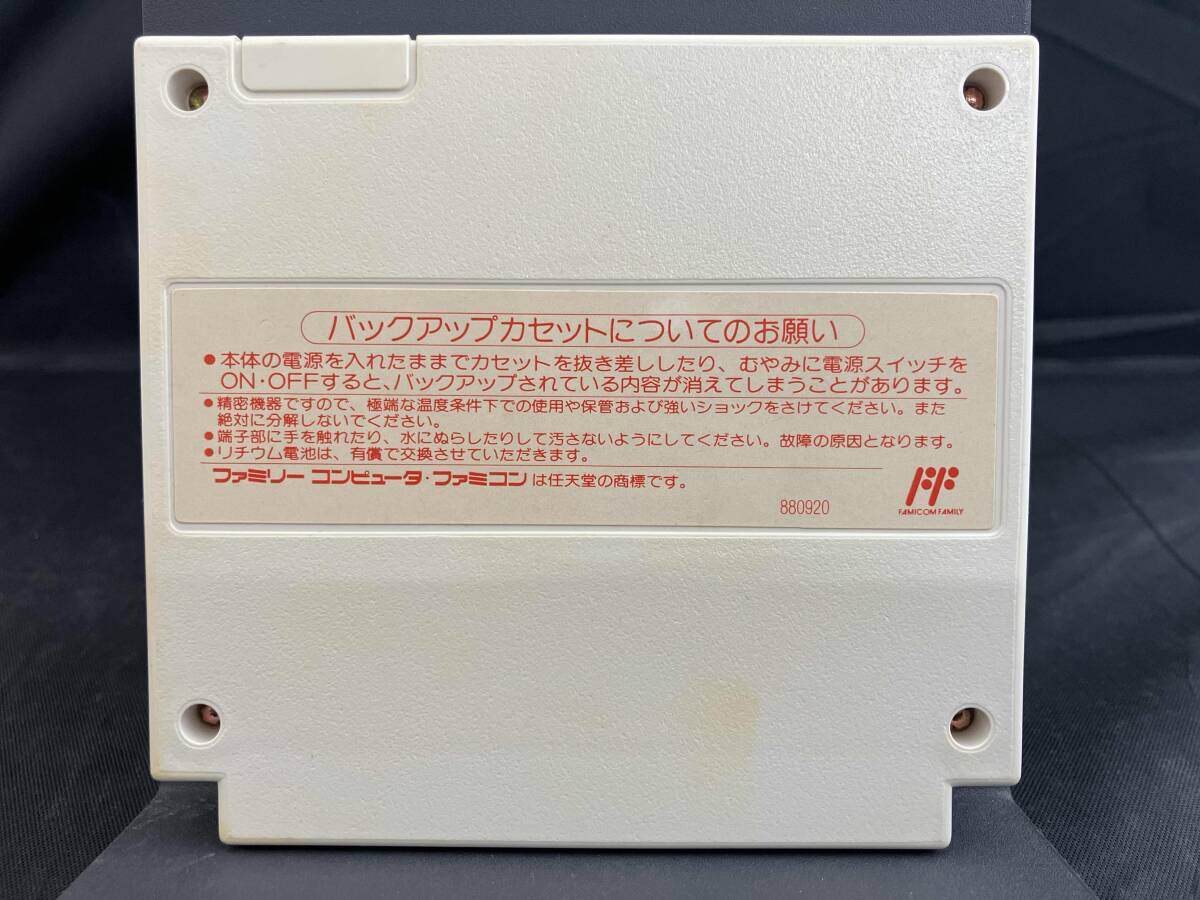 バックアップカセットについてのお願い
●本体の電源を入れたままでカセットを抜き差ししたり、むやみに電源スイッチを
ON・OFFすると、バックアップされている内容が消えてしまうことがあります。
●精密機器ですので、極端な温度条件下での使用や保管および強いショックをさけてください。また
絶対に分解しないでください。
●端子部に手を触れたり、水にぬらしたりして汚さないようにしてください。故障の原因となります。
●リチウム電池は、有償で交換させていただきます。
ファミリー コンピュータ・ファミコン は任天堂の商標です。
880920
FAMICOM FAMILY